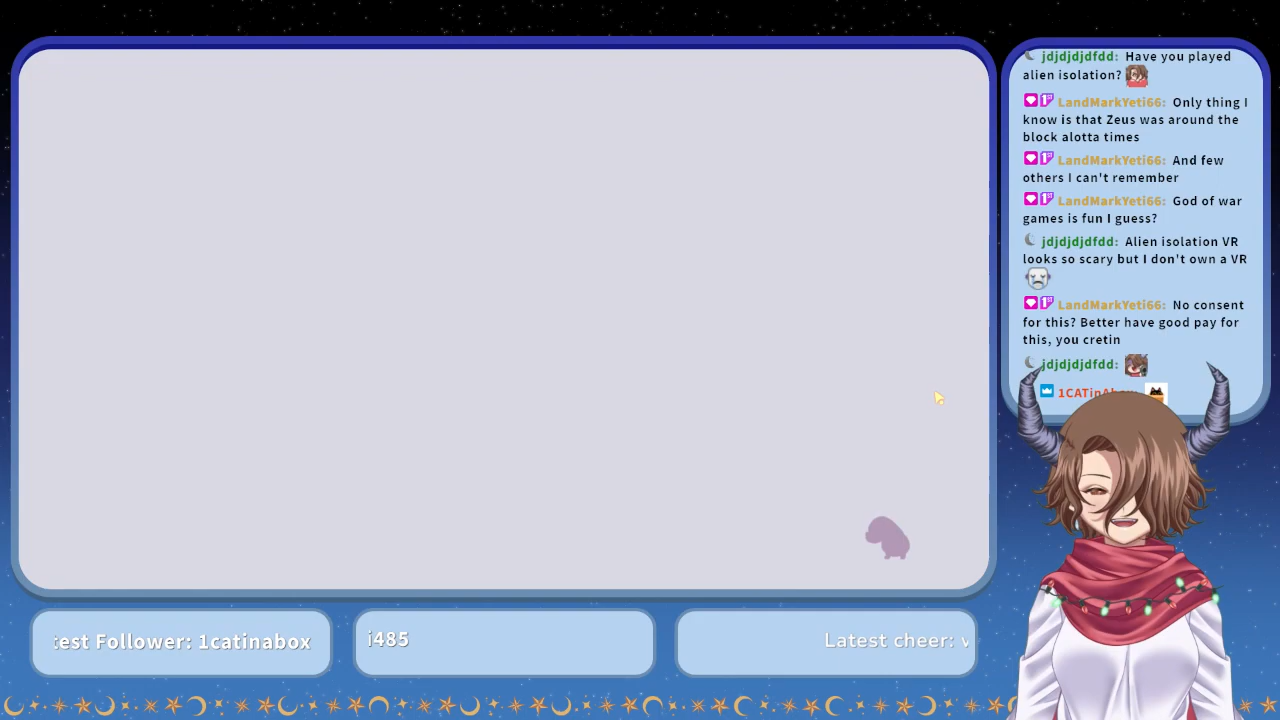 jdjdjdjdfdd: Have you played
alien isolation?
LandMarkYeti66: Only thing I
know is that Zeus was around the
block alotta times
LandMarkYeti66: And few
others I can't remember
LandMarkYeti66: God of war
games is fun I guess?
jdjdjdjdfdd: Alien isolation VR
looks so scary but I don't own a VR
LandMarkYeti66: No consent
for this? Better have good pay for
this, you cretin
jdjdjdjdfdd:
est Follower: 1catinabox
i485
Latest cheer: